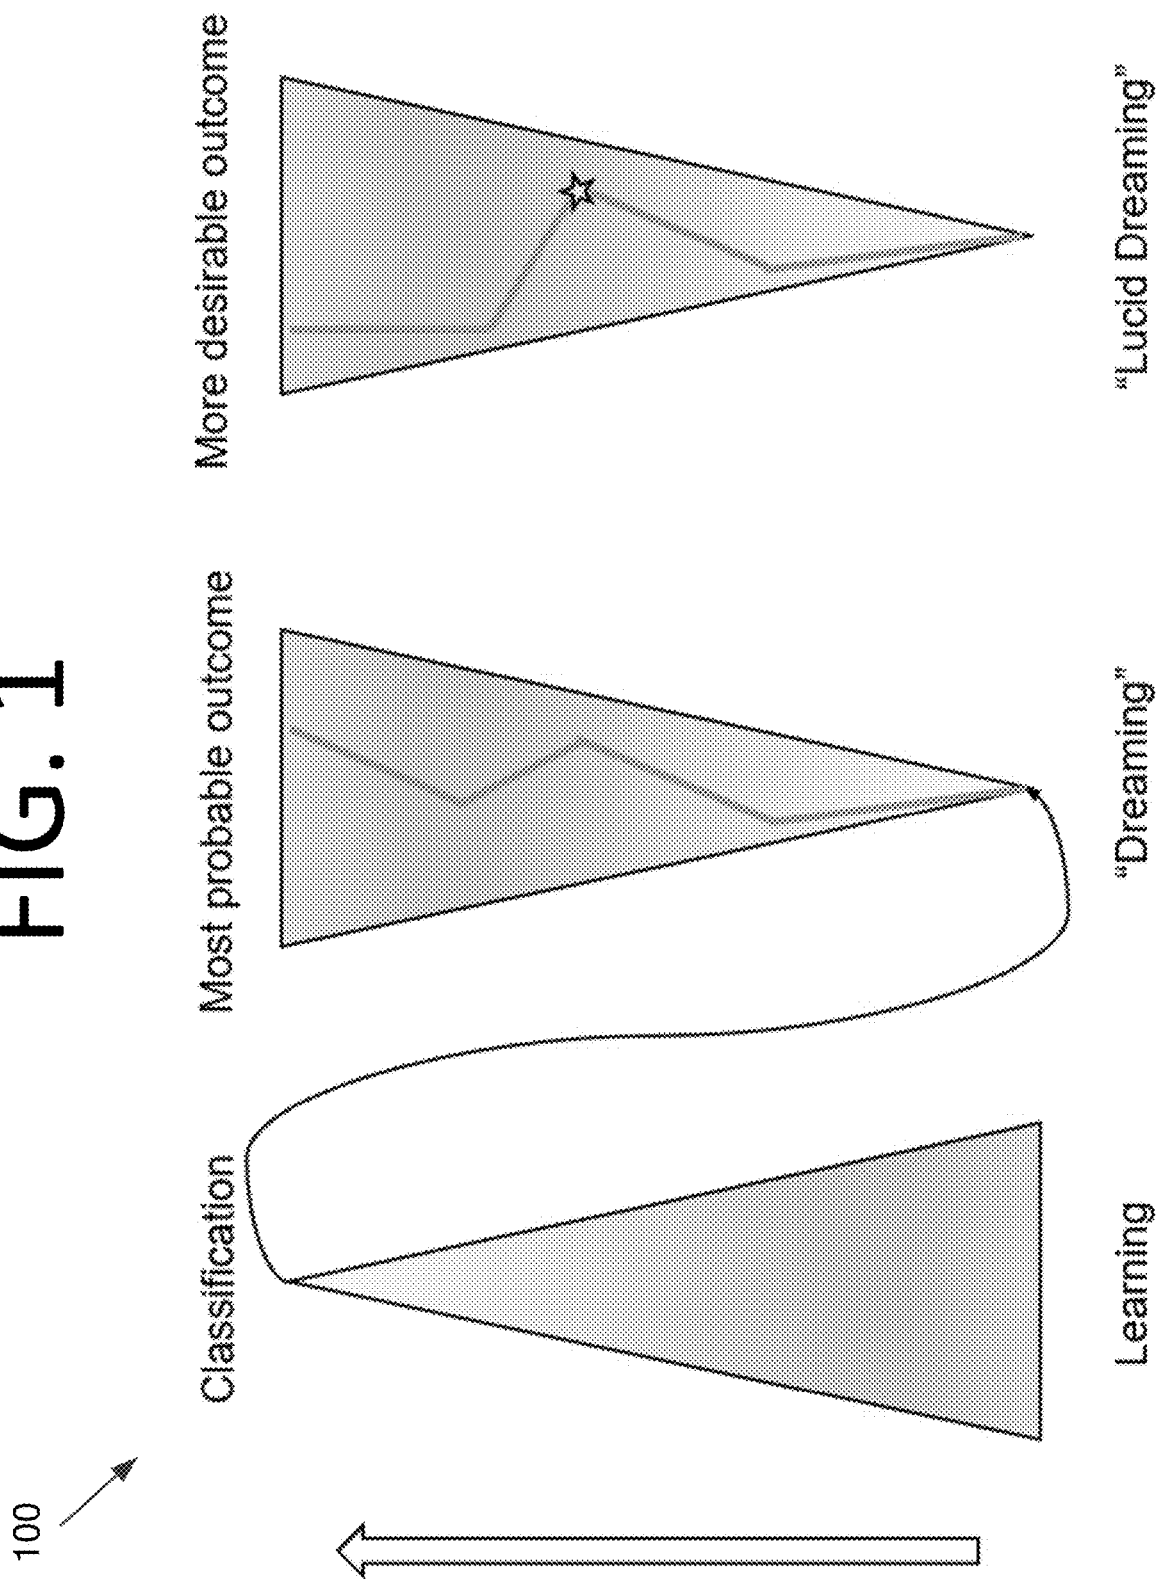 FIG. 1
100
Classification
Most probable outcome
More desirable outcome
Learning
“Dreaming”
“Lucid Dreaming”